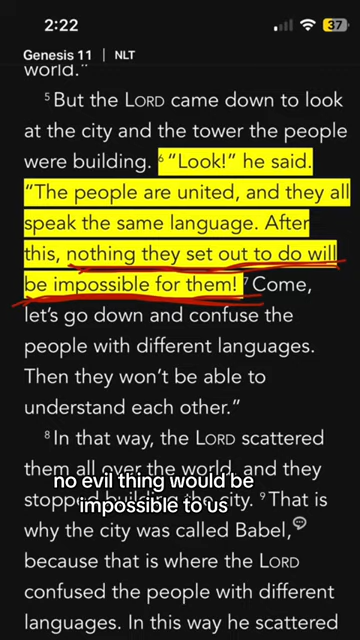 2:22
37
Genesis 11 NLT
world.”
5 But the LORD came down to look
at the city and the tower the people
were building. 6 “Look!” he said.
“The people are united, and they all
speak the same language. After
this, nothing they set out to do will
be impossible for them! 7 Come,
let’s go down and confuse the
people with different languages.
Then they won’t be able to
understand each other.”
8 In that way, the LORD scattered
them all over the world, and they
no evil thing would be
stopped building the city. 9 That is
impossible to us
why the city was called Babel,
because that is where the LORD
confused the people with different
languages. In this way he scattered